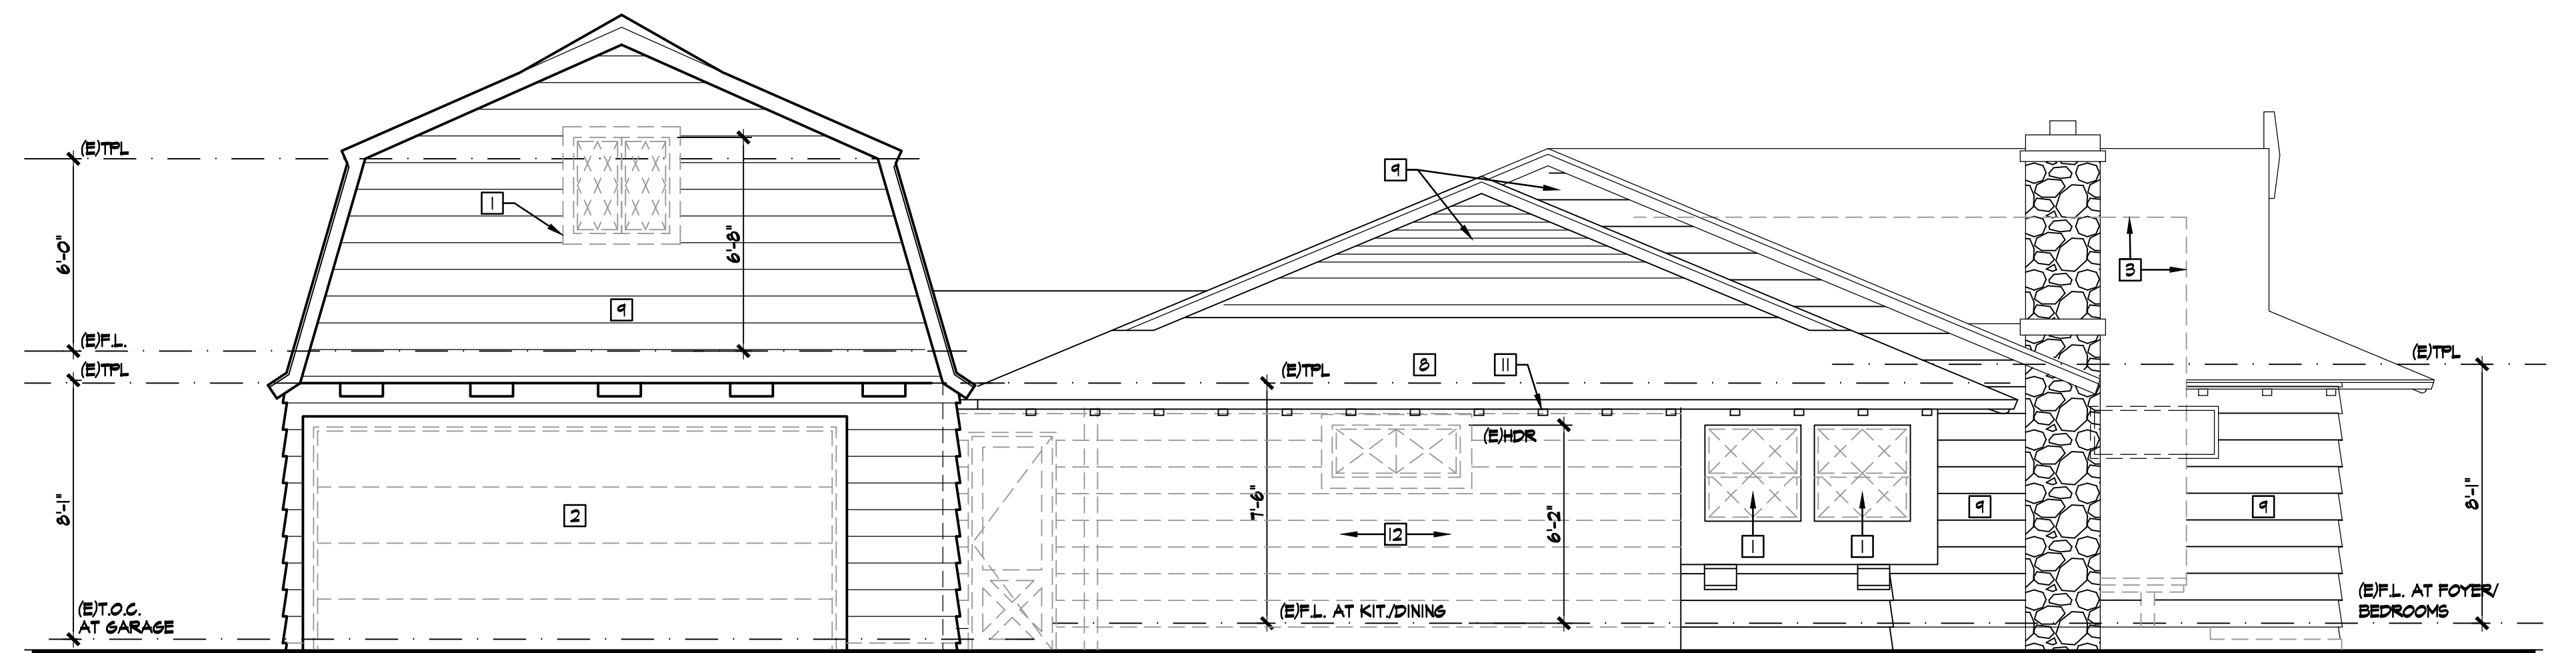 (E)TPL
6'-0"
(E)F.L.
(E)TPL
8'-1"
(E)T.O.C.
AT GARAGE
1
6'-8"
9
2
9
8
11
(E)TPL
(E)HDR
7'-6"
6'-2"
12
(E)F.L. AT KIT./DINING
1
1
9
3
9
(E)TPL
8'-1"
(E)F.L. AT FOYER/
BEDROOMS